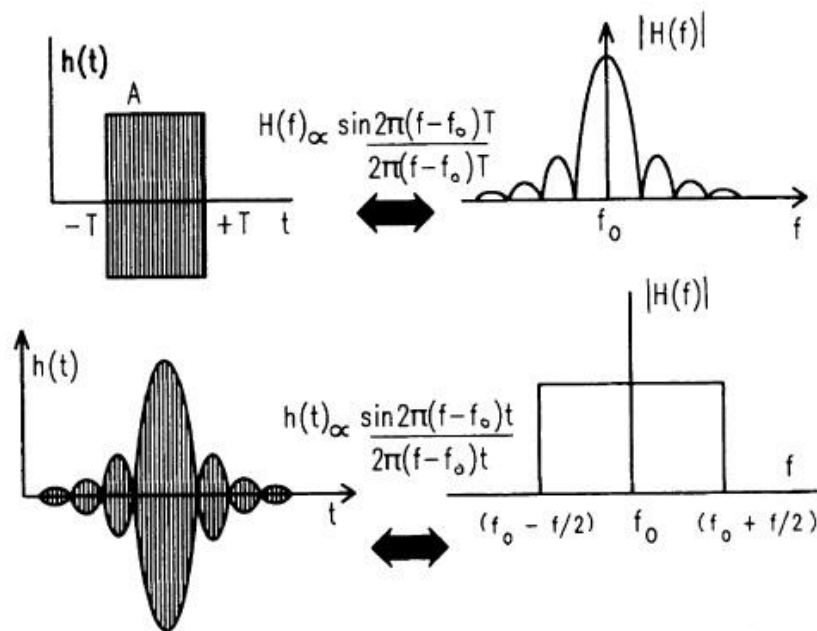 h(t)
A
-T
+T
t
H(f)∝ sin2π(f-f₀)T
2π(f-f₀)T
|H(f)|
f₀
f
h(t)
t
h(t)∝ sin2π(f-f₀)t
2π(f-f₀)t
|H(f)|
f
(f₀ - f/2)
f₀
(f₀ + f/2)